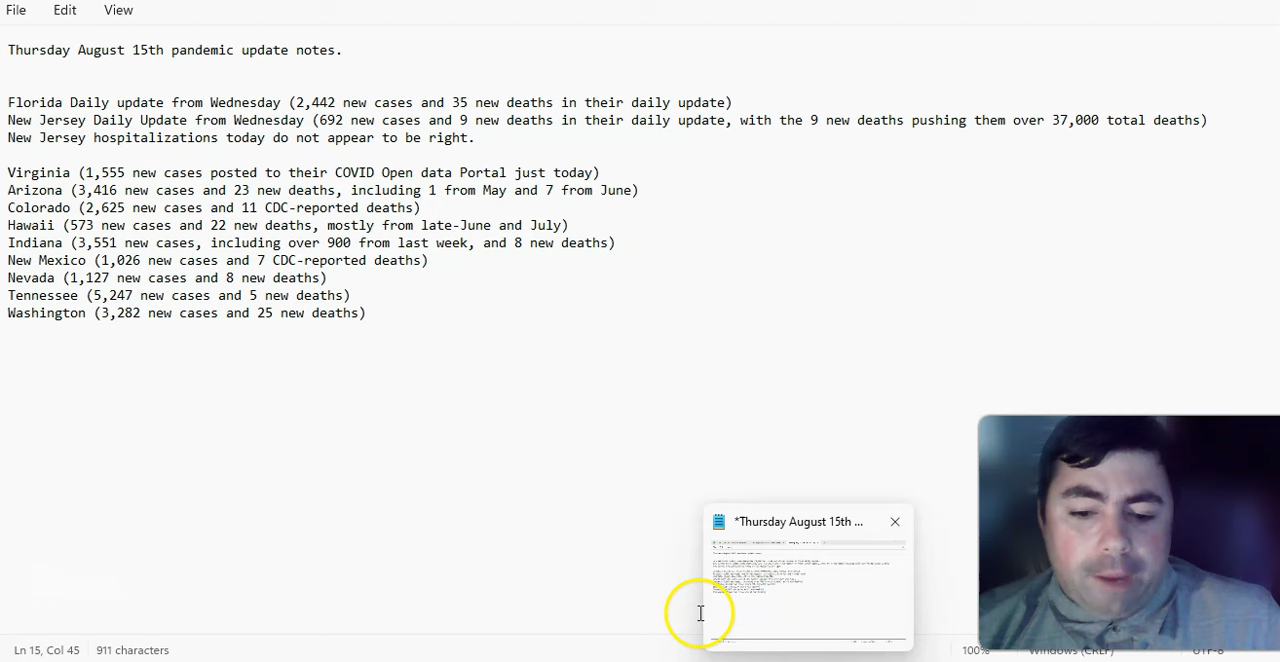 File Edit View
Thursday August 15th pandemic update notes.
Florida Daily update from Wednesday (2,442 new cases and 35 new deaths in their daily update)
New Jersey Daily Update from Wednesday (692 new cases and 9 new deaths in their daily update, with the 9 new deaths pushing them over 37,000 total deaths)
New Jersey hospitalizations today do not appear to be right.
Virginia (1,555 new cases posted to their COVID Open data Portal just today)
Arizona (3,416 new cases and 23 new deaths, including 1 from May and 7 from June)
Colorado (2,625 new cases and 11 CDC-reported deaths)
Hawaii (573 new cases and 22 new deaths, mostly from late-June and July)
Indiana (3,551 new cases, including over 900 from last week, and 8 new deaths)
New Mexico (1,026 new cases and 7 CDC-reported deaths)
Nevada (1,127 new cases and 8 new deaths)
Tennessee (5,247 new cases and 5 new deaths)
Washington (3,282 new cases and 25 new deaths)
*Thursday August 15th ...
Ln 15, Col 45 911 characters 100% Windows (CRLF) UTF-8